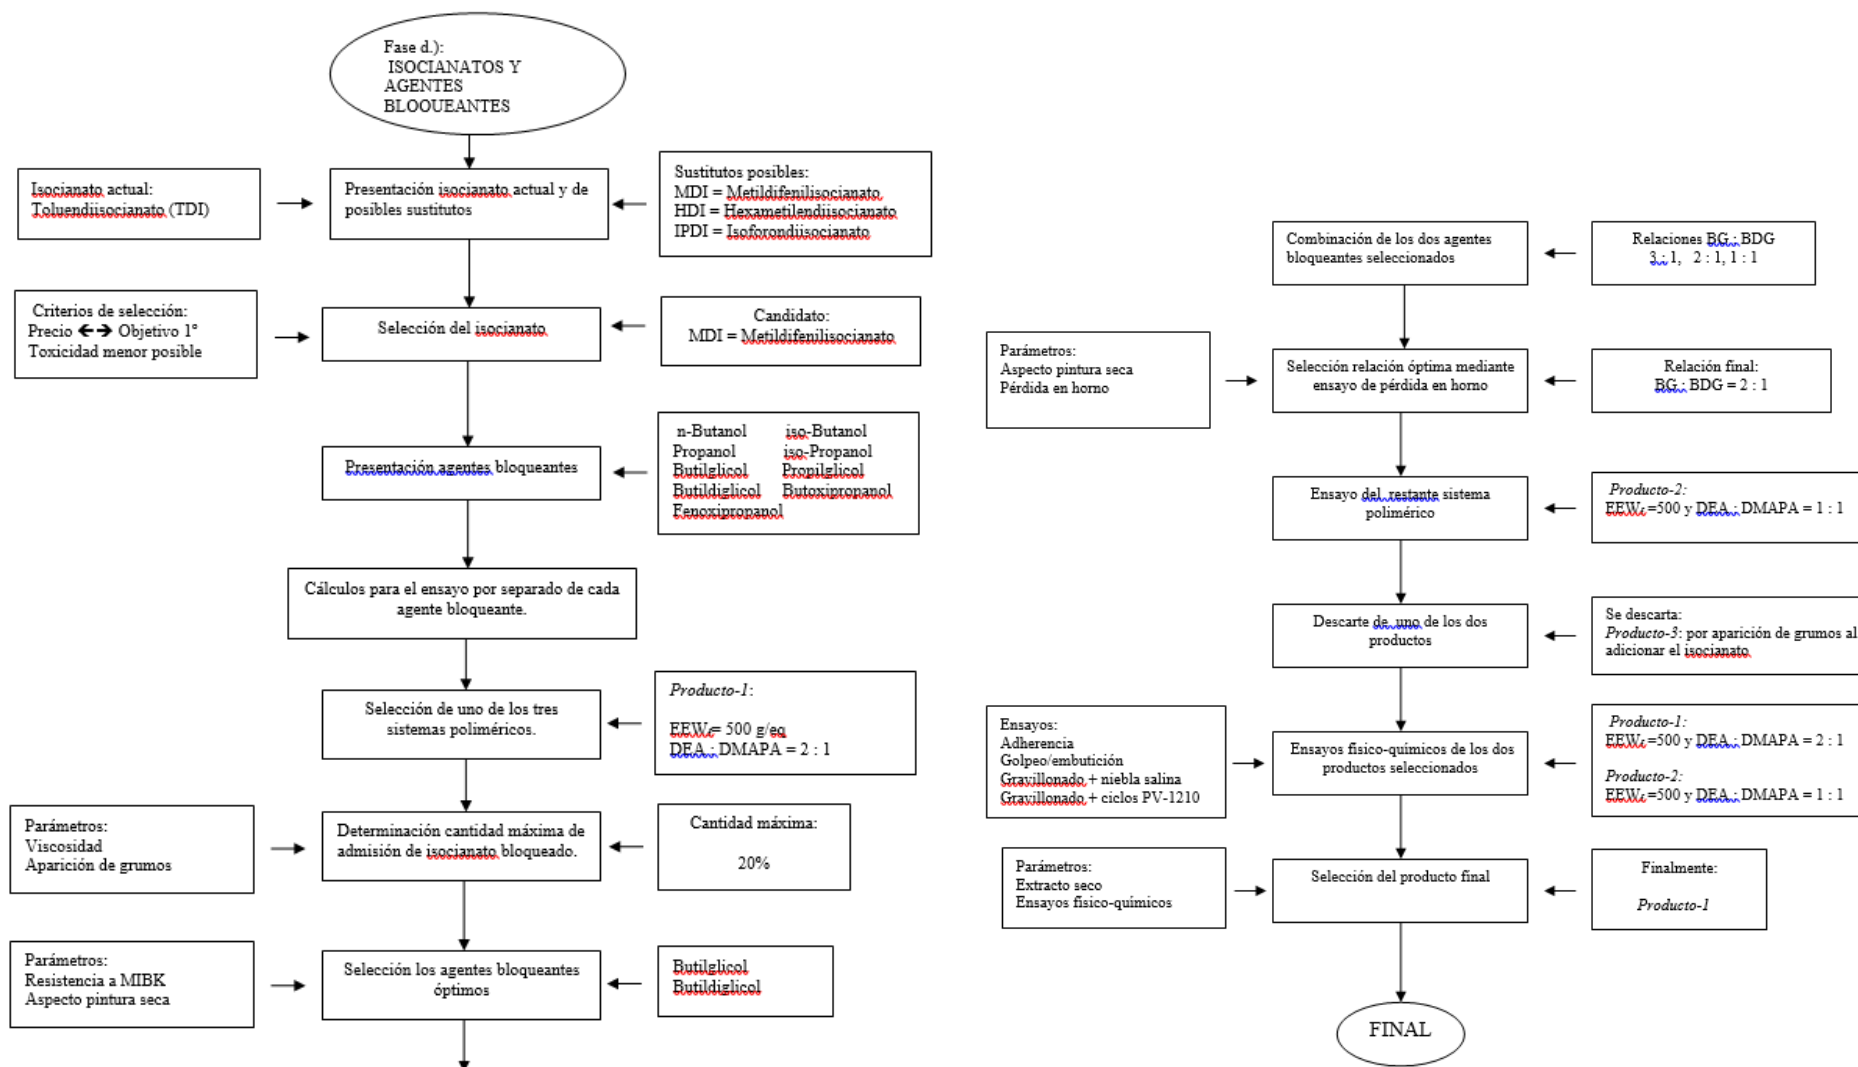 Fase d.):
ISOCIANATOS Y
AGENTES
BLOQUEANTES
Isocianato actual:
Toluendiisocianato (TDI)
Presentación isocianato actual y de
posibles sustitutos
Sustitutos posibles:
MDI = Metildifenilisocianato
HDI = Hexametilendiisocianato
IPDI = Isoforondiisocianato
Criterios de selección:
Precio 🡨🡪 Objetivo 1º
Toxicidad menor posible
Selección del isocianato
Candidato:
MDI = Metildifenilisocianato
Presentación agentes bloqueantes
n-Butanol iso-Butanol
Propanol iso-Propanol
Butilglicol Propilglicol
Butildiglicol Butoxipropanol
Fenoxipropanol
Cálculos para el ensayo por separado de cada
agente bloqueante.
Selección de uno de los tres
sistemas poliméricos.
Producto-1:
EEWf= 500 g/eq
DEA : DMAPA = 2 : 1
Parámetros:
Viscosidad
Aparición de grumos
Determinación cantidad máxima de
admisión de isocianato bloqueado.
Cantidad máxima:
20%
Parámetros:
Resistencia a MIBK
Aspecto pintura seca
Selección los agentes bloqueantes
óptimos
Butilglicol
Butildiglicol
Combinación de los dos agentes
bloqueantes seleccionados
Relaciones BG : BDG
3 : 1, 2 : 1, 1 : 1
Parámetros:
Aspecto pintura seca
Pérdida en horno
Selección relación óptima mediante
ensayo de pérdida en horno
Relación final:
BG : BDG = 2 : 1
Ensayo del restante sistema
polimérico
Producto-2:
EEWf =500 y DEA : DMAPA = 1 : 1
Descarte de uno de los dos
productos
Se descarta:
Producto-3: por aparición de grumos al
adicionar el isocianato
Ensayos:
Adherencia
Golpeo/embutición
Gravillonado + niebla salina
Gravillonado + ciclos PV-1210
Ensayos físico-químicos de los dos
productos seleccionados
Producto-1:
EEWf =500 y DEA : DMAPA = 2 : 1
Producto-2:
EEWf =500 y DEA : DMAPA = 1 : 1
Parámetros:
Extracto seco
Ensayos físico-químicos
Selección del producto final
Finalmente:
Producto-1
FINAL